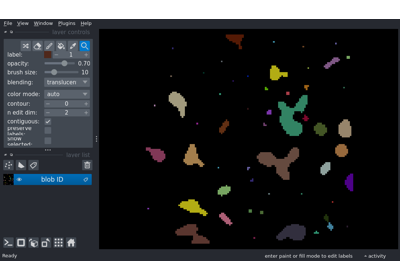 File View Window Plugins Help
layer controls
label: 1
opacity: 0.70
brush size: 10
blending: translucen
color mode: auto
contour: 0
n edit dim: 2
contiguous:
preserve
labels:
show
selected:
layer list
blob ID
Ready
enter paint or fill mode to edit labels
activity